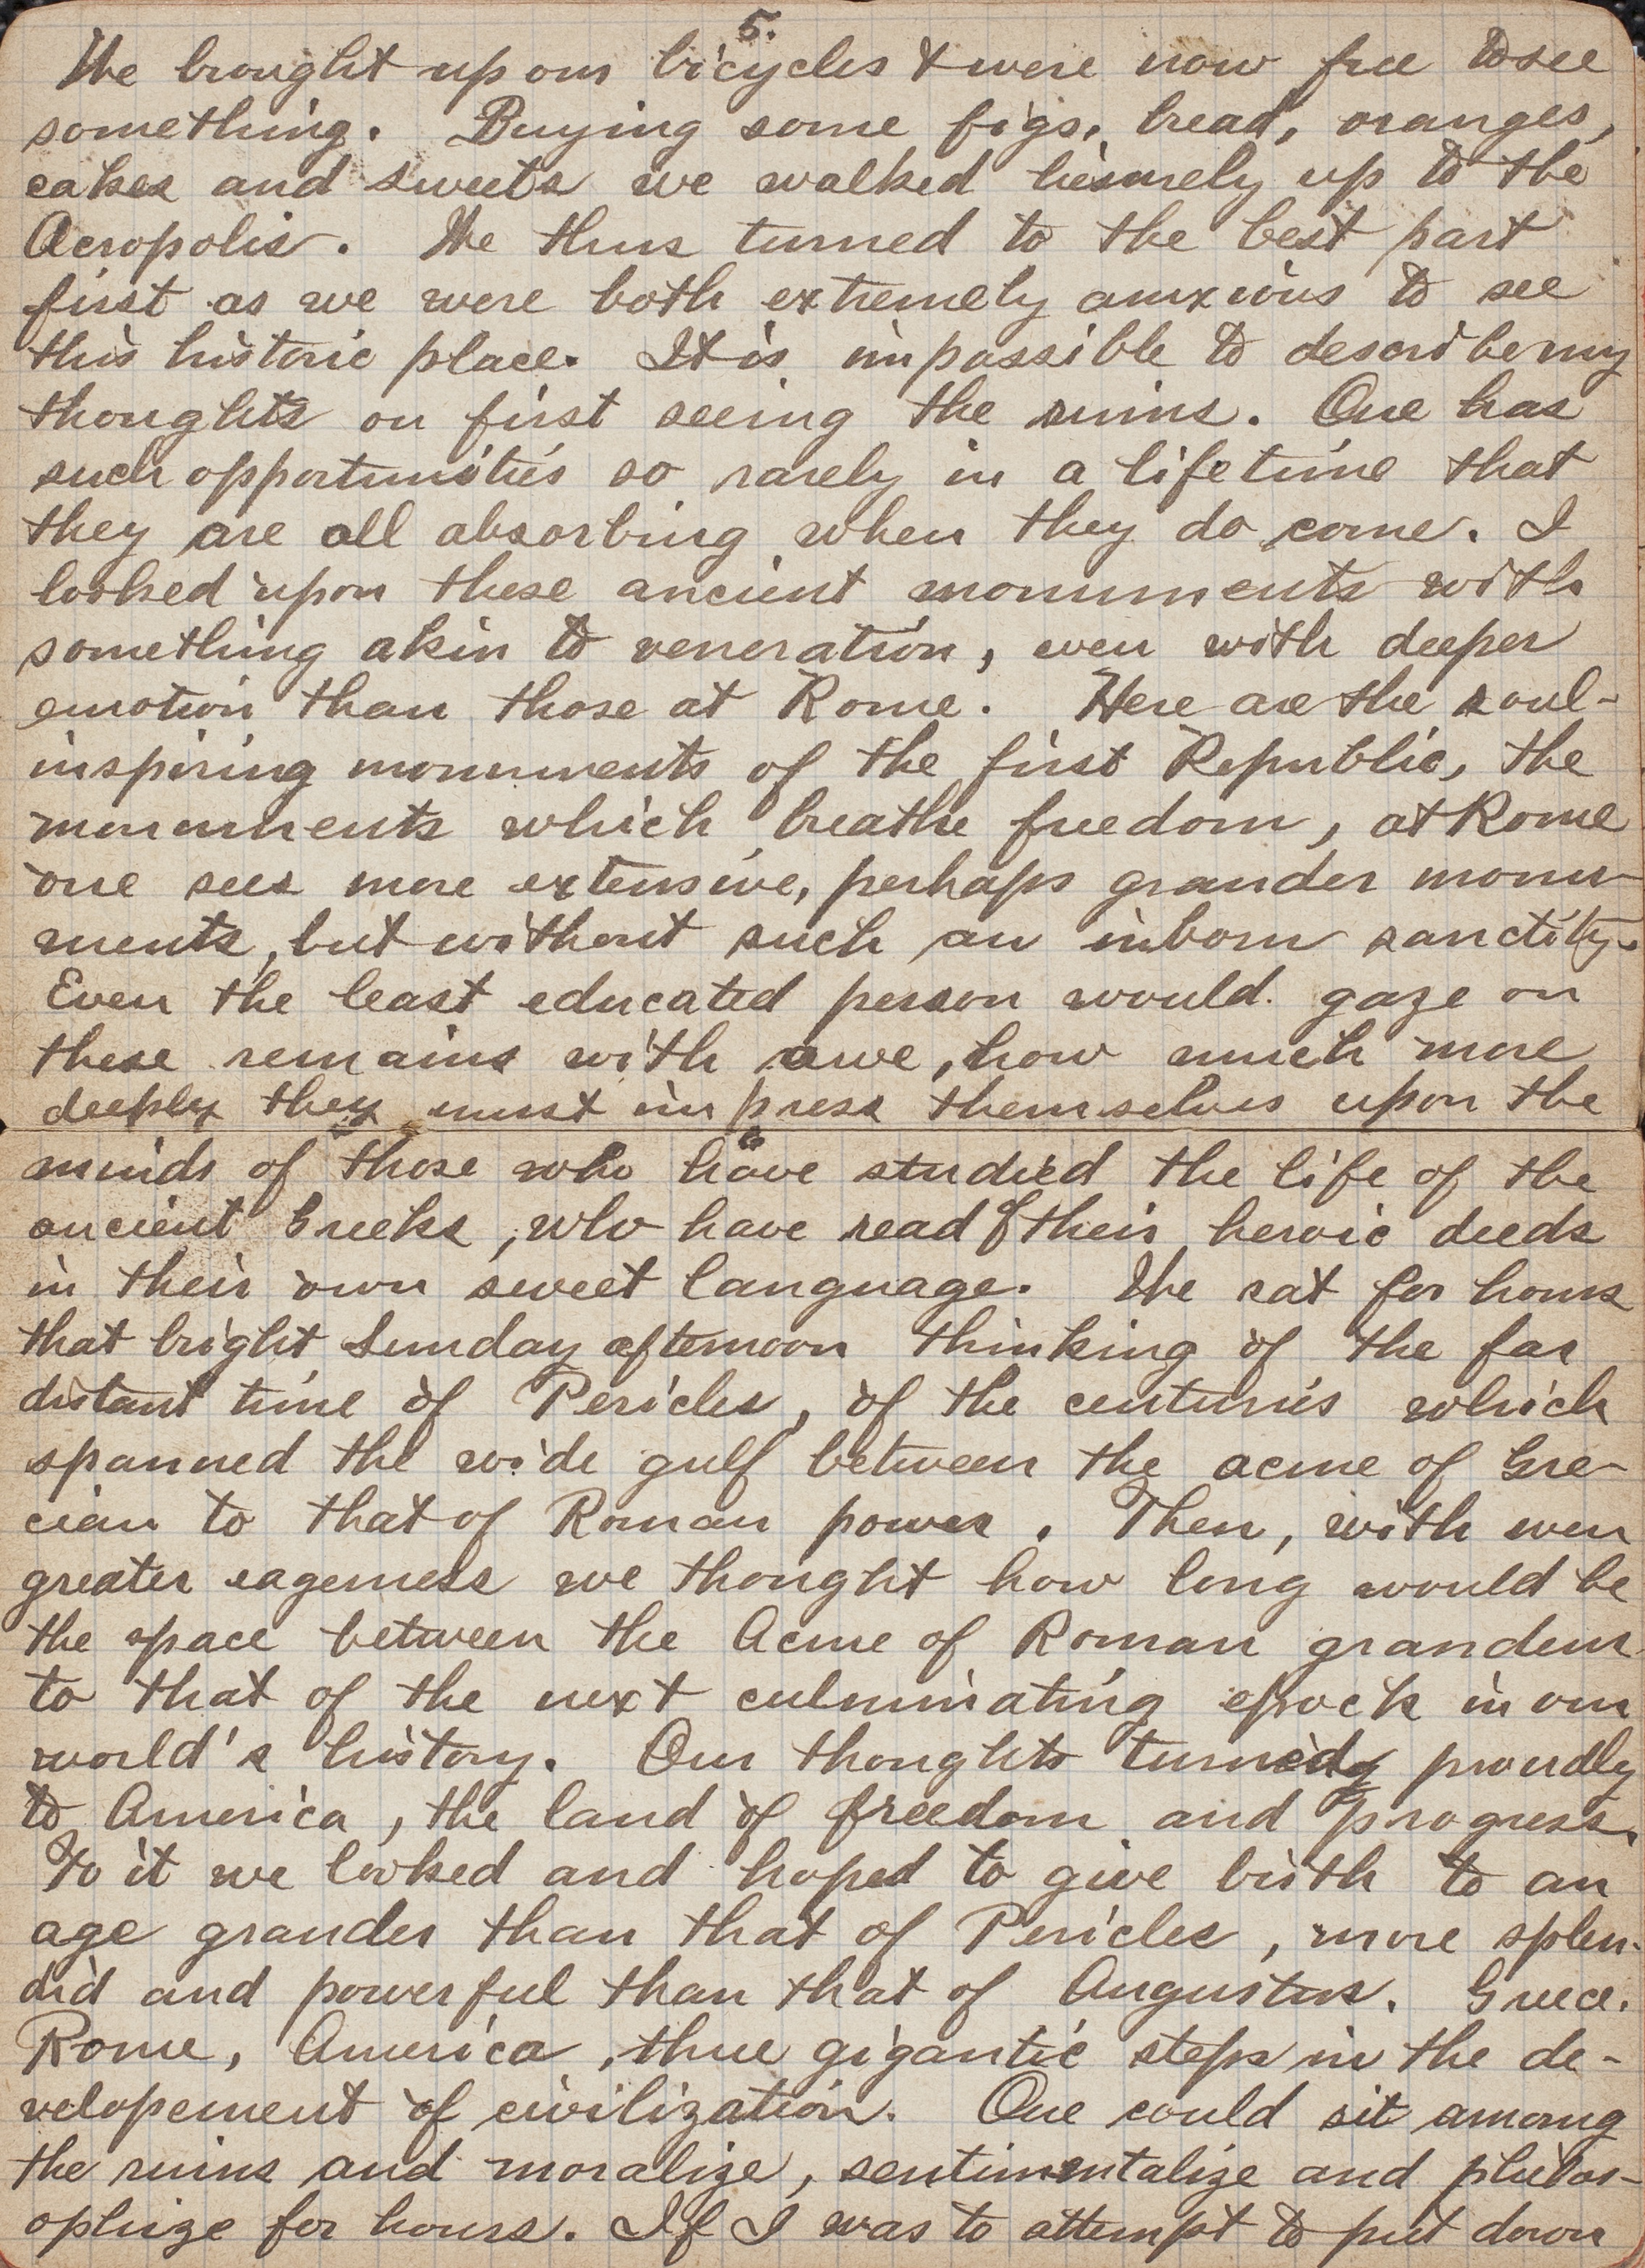 5.
We brought up our bicycles & were now free to see
something. Buying some figs, bread, oranges,
cakes and sweets we walked liesurely up to the
Acropolis. We thus turned to the best part
first as we were both extremely anxious to see
this historic place. It is impossible to describe my
thoughts on first seeing the ruins. One has
such opportunities so rarely in a lifetime that
they are all absorbing when they do come. I
looked upon these ancient monuments with
something akin to veneration, even with deeper
emotion than those at Rome. Here are the soul-
inspiring monuments of the first Republic, the
monuments which breathe freedom, at Rome
one sees more extensive, perhaps grander monu-
ments, but without such an inborn sanctity.
Even the least educated person would gaze on
these remains with awe, how much more
deeply they must impress themselves upon the
6
minds of those who have studied the life of the
ancient Greeks, who have read of their heroic deeds
in their own sweet language. We sat for hours
that bright Sunday afternoon thinking of the far
distant time of Pericles, of the centuries which
spanned the wide gulf between the acme of Gre-
cian to that of Roman power. Then, with even
greater eagerness we thought how long would be
the space between the Acme of Roman grandeur
to that of the next culminating epoch in our
world's history. Our thoughts turned proudly
to America, the land of freedom and progress.
To it we looked and hoped to give birth to an
age grander than that of Pericles, more splen-
did and powerful than that of Augustus. Greece.
Rome, America, three gigantic steps in the de-
velopement of civilization. One could sit among
the ruins and moralize, sentimentalize and philos-
ophize for hours. If I was to attempt to put down